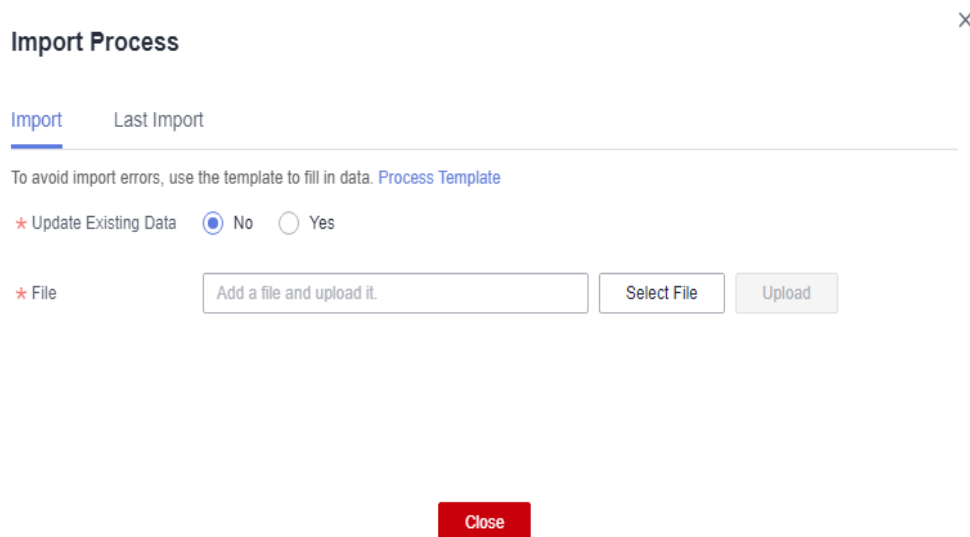 Import Process
Import Last Import
To avoid import errors, use the template to fill in data. Process Template
* Update Existing Data No Yes
* File Add a file and upload it. Select File Upload
Close